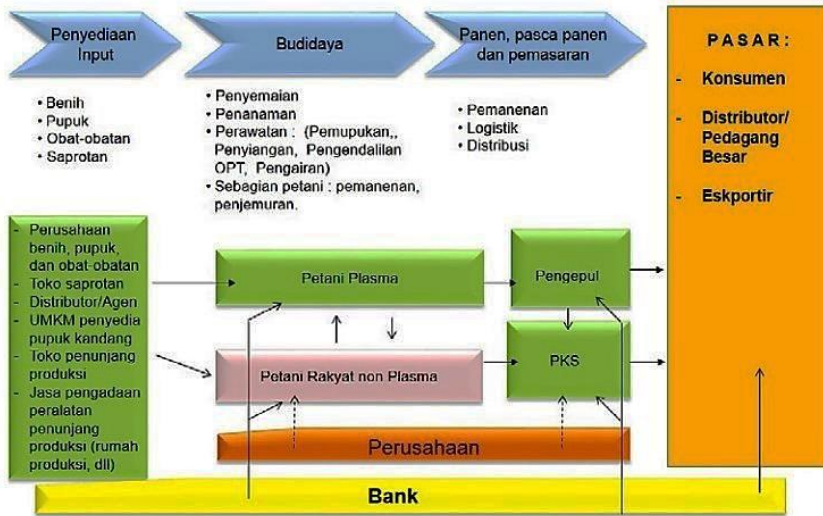 Penyediaan
Input
Budidaya
Panen, pasca panen
dan pemasaran
• Benih
• Pupuk
• Obat-obatan
• Saprotan
• Penyemaian
• Penanaman
• Perawatan : (Pemupukan,,
Penyiangan, Pengendalilan
OPT, Pengairan)
• Sebagian petani : pemanenan,
penjemuran.
• Pemanenan
• Logistik
• Distribusi
P A S A R :
- Konsumen
- Distributor/
Pedagang
Besar
- Eskportir
- Perusahaan
benih, pupuk,
dan obat-obatan
- Toko saprotan
- Distributor/Agen
- UMKM penyedia
pupuk kandang
- Toko penunjang
produksi
- Jasa pengadaan
peralatan
penunjang
produksi (rumah
produksi, dll)
Petani Plasma
Pengepul
Petani Rakyat non Plasma
PKS
Perusahaan
Bank